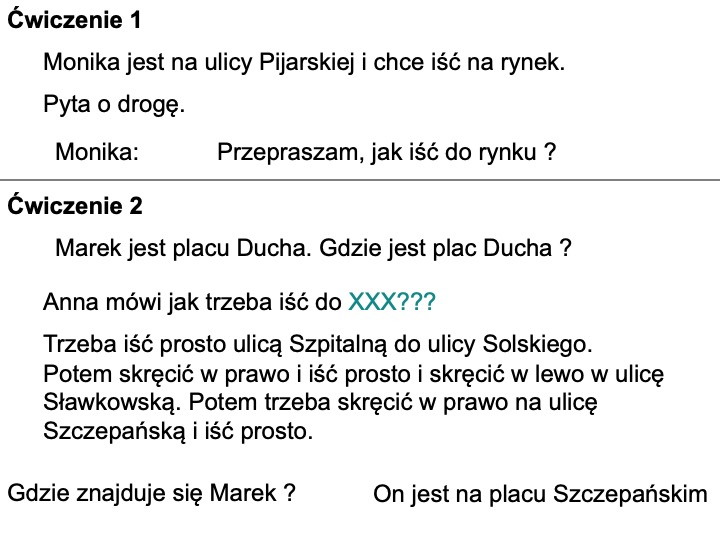 Ćwiczenie 1
Monika jest na ulicy Pijarskiej i chce iść na rynek.
Pyta o drogę.
Monika: Przepraszam, jak iść do rynku ?
Ćwiczenie 2
Marek jest placu Ducha. Gdzie jest plac Ducha ?
Anna mówi jak trzeba iść do XXX???
Trzeba iść prosto ulicą Szpitalną do ulicy Solskiego.
Potem skręcić w prawo i iść prosto i skręcić w lewo w ulicę
Sławkowską. Potem trzeba skręcić w prawo na ulicę
Szczepańską i iść prosto.
Gdzie znajduje się Marek ? On jest na placu Szczepańskim